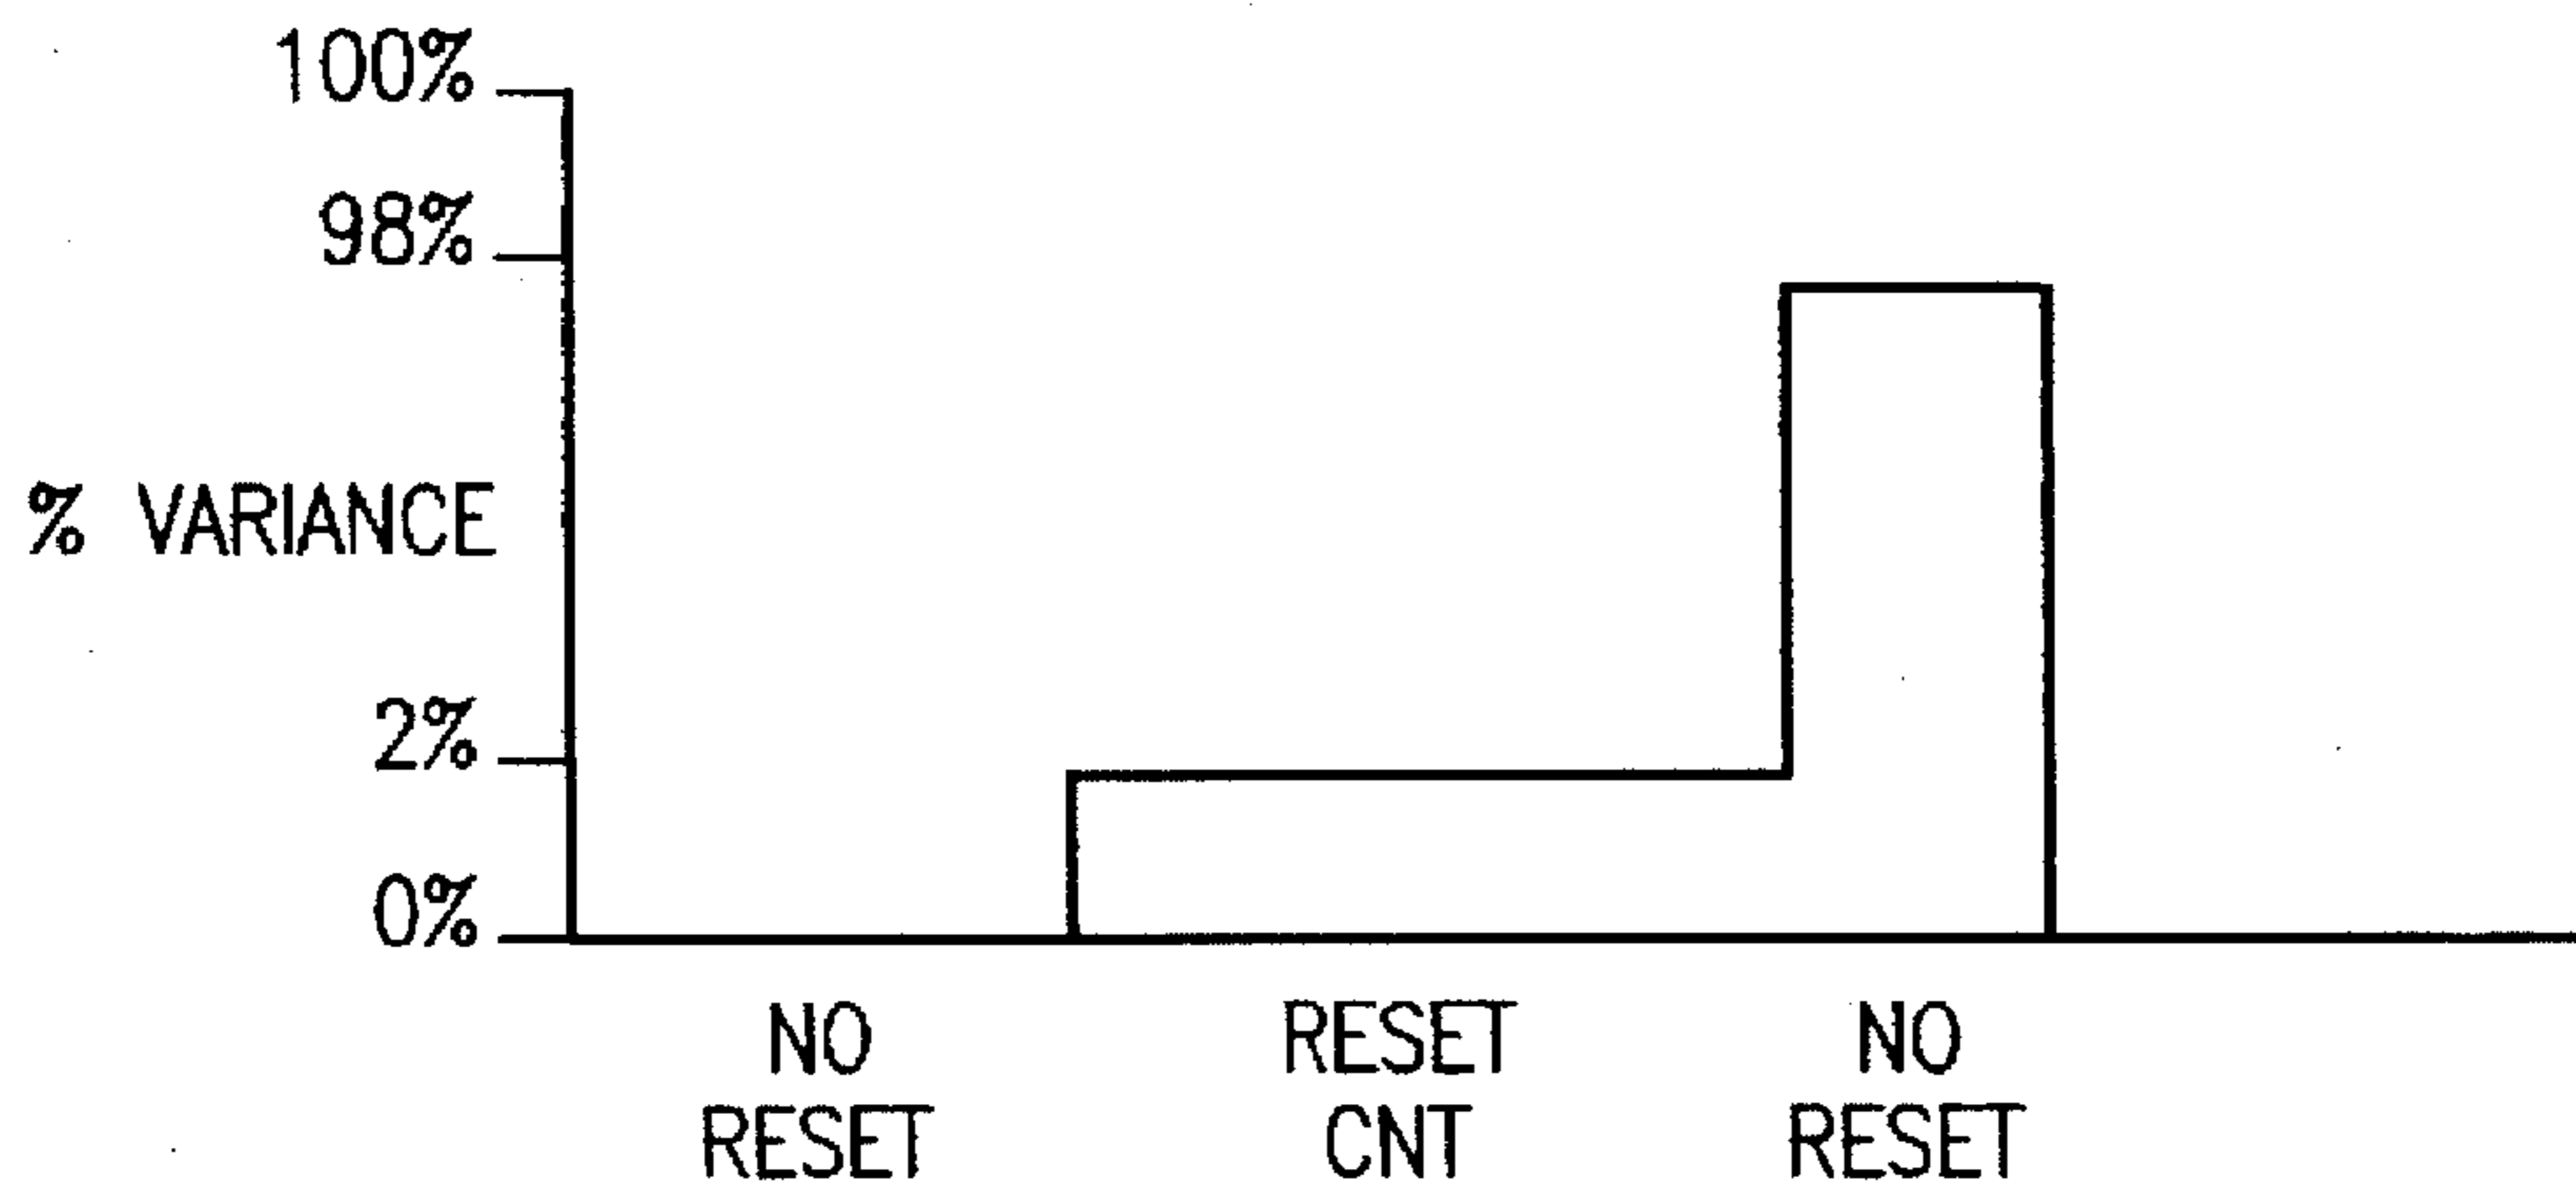 100%
98%
% VARIANCE
2%
0%
NO
RESET
RESET
CNT
NO
RESET